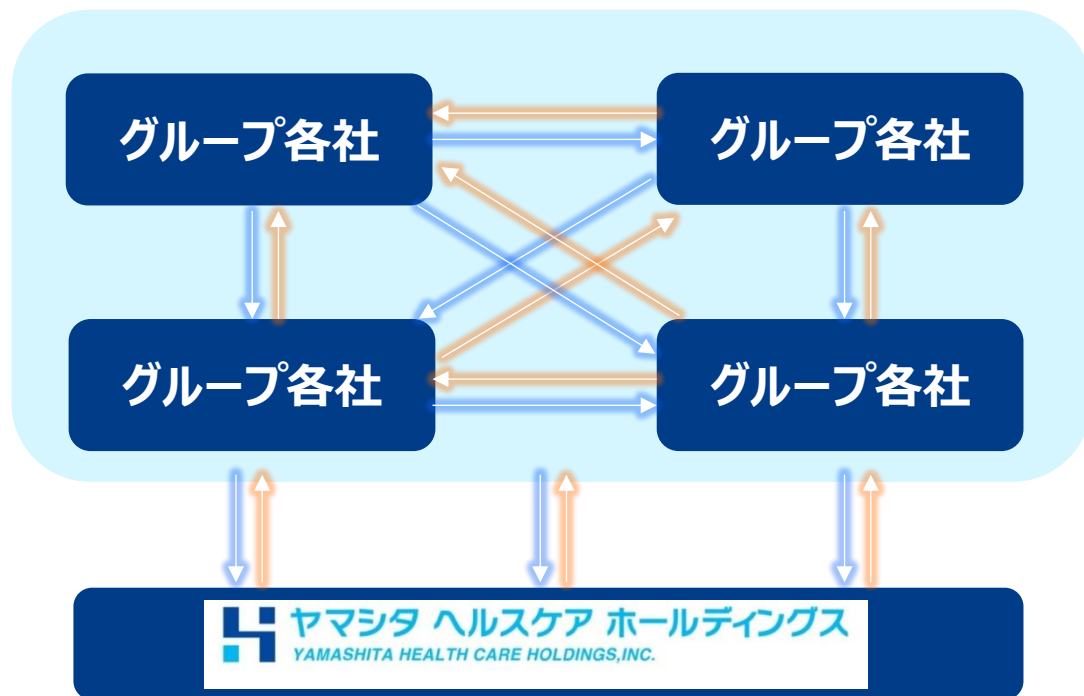 グループ各社
グループ各社
グループ各社
グループ各社
ヤマシタ ヘルスケア ホールディングス
YAMASHITA HEALTH CARE HOLDINGS,INC.